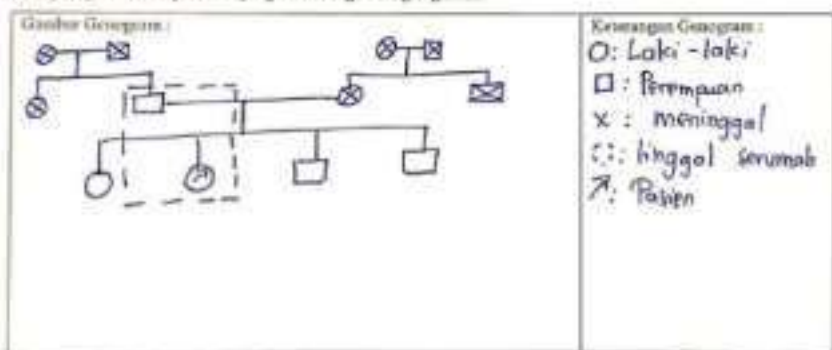 Gambar Genogram :
Keterangan Genogram :
O: Laki-laki
□: Perempuan
x : meninggal
: tinggal serumah
↗: Pasien